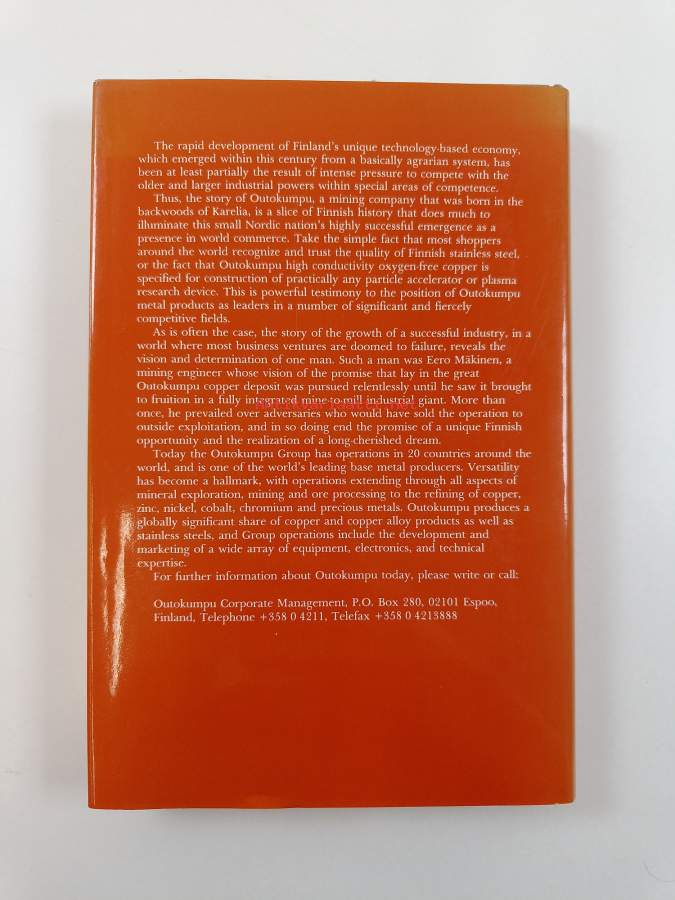 The rapid development of Finland's unique technology-based economy,
which emerged within this century from a basically agrarian system, has
been at least partially the result of intense pressure to compete with the
older and larger industrial powers within special areas of competence.
Thus, the story of Outokumpu, a mining company that was born in the
backwoods of Karelia, is a slice of Finnish history that does much to
illuminate this small Nordic nation's highly successful emergence as a
presence in world commerce. Take the simple fact that most shoppers
around the world recognize and trust the quality of Finnish stainless steel,
or the fact that Outokumpu high conductivity oxygen-free copper is
specified for construction of practically any particle accelerator or plasma
research device. This is powerful testimony to the position of Outokumpu
metal products as leaders in a number of significant and fiercely
competitive fields.
As is often the case, the story of the growth of a successful industry, in a
world where most business ventures are doomed to failure, reveals the
vision and determination of one man. Such a man was Eero Mäkinen, a
mining engineer whose vision of the promise that lay in the great
Outokumpu copper deposit was pursued relentlessly until he saw it brought
to fruition in a fully integrated mine-to-mill industrial giant. More than
once, he prevailed over adversaries who would have sold the operation to
outside exploitation, and in so doing end the promise of a unique Finnish
opportunity and the realization of a long-cherished dream.
Today the Outokumpu Group has operations in 20 countries around the
world, and is one of the world's leading base metal producers. Versatility
has become a hallmark, with operations extending through all aspects of
mineral exploration, mining and ore processing to the refining of copper,
zinc, nickel, cobalt, chromium and precious metals. Outokumpu produces a
globally significant share of copper and copper alloy products as well as
stainless steels, and Group operations include the development and
marketing of a wide array of equipment, electronics, and technical
expertise.
For further information about Outokumpu today, please write or call:
Outokumpu Corporate Management, P.O. Box 280, 02101 Espoo,
Finland, Telephone +358 0 4211, Telefax +358 0 4213888